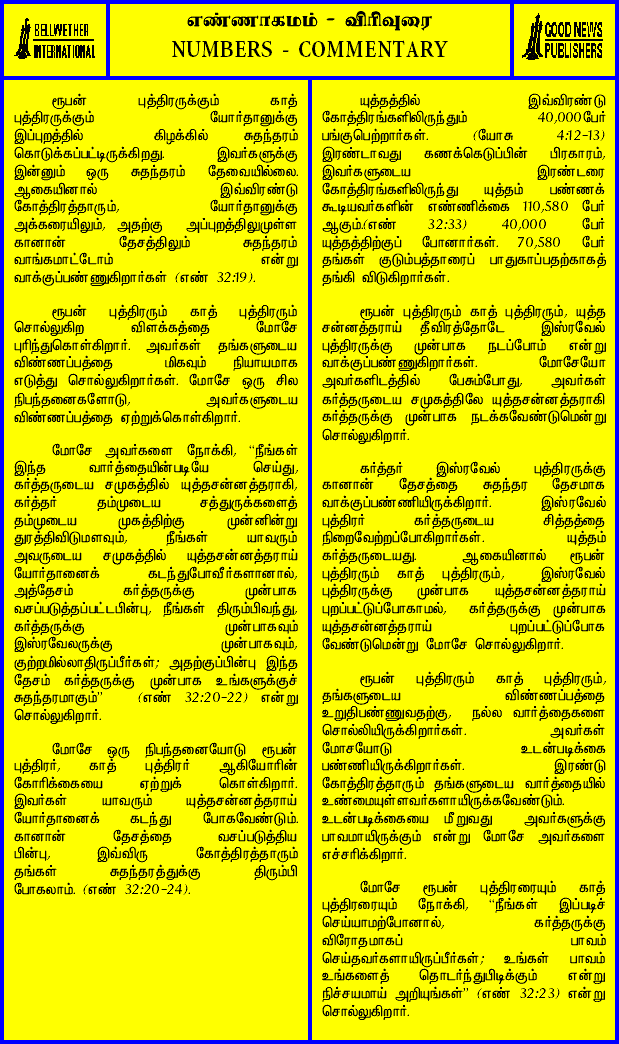 BELLWETHER
INTERNATIONAL
எண்ணாகமம் - விரிவுரை
NUMBERS - COMMENTARY
GOOD NEWS
PUBLISHERS
ரூபன் புத்திரருக்கும் காத்
புத்திரருக்கும் யோர்தானுக்கு
இப்புறத்தில் கிழக்கில் சுதந்தரம்
கொடுக்கப்பட்டிருக்கிறது. இவர்களுக்கு
இன்னும் ஒரு சுதந்தரம் தேவையில்லை.
ஆகையினால் இவ்விரண்டு
கோத்திரத்தாரும், யோர்தானுக்கு
அக்கரையிலும், அதற்கு அப்புறத்திலுமுள்ள
கானான் தேசத்திலும் சுதந்தரம்
வாங்கமாட்டோம் என்று
வாக்குப்பண்ணுகிறார்கள் (எண் 32:19).
ரூபன் புத்திரரும் காத் புத்திரரும்
சொல்லுகிற விளக்கத்தை மோசே
புரிந்துகொள்கிறார். அவர்கள் தங்களுடைய
விண்ணப்பத்தை மிகவும் நியாயமாக
எடுத்து சொல்லுகிறார்கள். மோசே ஒரு சில
நிபந்தனைகளோடு, அவர்களுடைய
விண்ணப்பத்தை ஏற்றுக்கொள்கிறார்.
மோசே அவர்களை நோக்கி, "நீங்கள்
இந்த வார்த்தையின்படியே செய்து,
கர்த்தருடைய சமுகத்தில் யுத்தசன்னத்தராகி,
கர்த்தர் தம்முடைய சத்துருக்களைத்
தம்முடைய முகத்திற்கு முன்னின்று
துரத்திவிடுமளவும், நீங்கள் யாவரும்
அவருடைய சமுகத்தில் யுத்தசன்னத்தராய்
யோர்தானைக் கடந்துபோவீர்களானால்,
அத்தேசம் கர்த்தருக்கு முன்பாக
வசப்படுத்தப்பட்டபின்பு, நீங்கள் திரும்பிவந்து,
கர்த்தருக்கு முன்பாகவும்
இஸ்ரவேலருக்கு முன்பாகவும்,
குற்றமில்லாதிருப்பீர்கள்; அதற்குப்பின்பு இந்த
தேசம் கர்த்தருக்கு முன்பாக உங்களுக்குச்
சுதந்தரமாகும்" (எண் 32:20-22) என்று
சொல்லுகிறார்.
மோசே ஒரு நிபந்தனையோடு ரூபன்
புத்திரர், காத் புத்திரர் ஆகியோரின்
கோரிக்கையை ஏற்றுக் கொள்கிறார்.
இவர்கள் யாவரும் யுத்தசன்னத்தராய்
யோர்தானைக் கடந்து போகவேண்டும்.
கானான் தேசத்தை வசப்படுத்திய
பின்பு, இவ்விரு கோத்திரத்தாரும்
தங்கள் சுதந்தரத்துக்கு திரும்பி
போகலாம். (எண் 32:20-24).
யுத்தத்தில் இவ்விரண்டு
கோத்திரங்களிலிருந்தும் 40,000பேர்
பங்குபெற்றார்கள். (யோசு 4:12-13)
இரண்டாவது கணக்கெடுப்பின் பிரகாரம்,
இவர்களுடைய இரண்டரை
கோத்திரங்களிலிருந்து யுத்தம் பண்ணக்
கூடியவர்களின் எண்ணிக்கை 110,580 பேர்
ஆகும்.(எண் 32:33) 40,000 பேர்
யுத்தத்திற்குப் போனார்கள். 70,580 பேர்
தங்கள் குடும்பத்தாரைப் பாதுகாப்பதற்காகத்
தங்கி விடுகிறார்கள்.
ரூபன் புத்திரரும் காத் புத்திரரும், யுத்த
சன்னத்தராய் தீவிரத்தோடே இஸ்ரவேல்
புத்திரருக்கு முன்பாக நடப்போம் என்று
வாக்குப்பண்ணுகிறார்கள். மோசேயோ
அவர்களிடத்தில் பேசும்போது, அவர்கள்
கர்த்தருடைய சமுகத்திலே யுத்தசன்னத்தராகி
கர்த்தருக்கு முன்பாக நடக்கவேண்டுமென்று
சொல்லுகிறார்.
கர்த்தர் இஸ்ரவேல் புத்திரருக்கு
கானான் தேசத்தை சுதந்தர தேசமாக
வாக்குப்பண்ணியிருக்கிறார். இஸ்ரவேல்
புத்திரர் கர்த்தருடைய சித்தத்தை
நிறைவேற்றப்போகிறார்கள். யுத்தம்
கர்த்தருடையது. ஆகையினால் ரூபன்
புத்திரரும் காத் புத்திரரும், இஸ்ரவேல்
புத்திரருக்கு முன்பாக யுத்தசன்னத்தராய்
புறப்பட்டுப்போகாமல், கர்த்தருக்கு முன்பாக
யுத்தசன்னத்தராய் புறப்பட்டுப்போக
வேண்டுமென்று மோசே சொல்லுகிறார்.
ரூபன் புத்திரரும் காத் புத்திரரும்,
தங்களுடைய விண்ணப்பத்தை
உறுதிபண்ணுவதற்கு, நல்ல வார்த்தைகளை
சொல்லியிருக்கிறார்கள். அவர்கள்
மோசயோடு உடன்படிக்கை
பண்ணியிருக்கிறார்கள். இரண்டு
கோத்திரத்தாரும் தங்களுடைய வார்த்தையில்
உண்மையுள்ளவர்களாயிருக்கவேண்டும்.
உடன்படிக்கையை மீறுவது அவர்களுக்கு
பாவமாயிருக்கும் என்று மோசே அவர்களை
எச்சரிக்கிறார்.
மோசே ரூபன் புத்திரரையும் காத்
புத்திரரையும் நோக்கி, "நீங்கள் இப்படிச்
செய்யாமற்போனால், கர்த்தருக்கு
விரோதமாகப் பாவம்
செய்தவர்களாயிருப்பீர்கள்; உங்கள் பாவம்
உங்களைத் தொடர்ந்துபிடிக்கும் என்று
நிச்சயமாய் அறியுங்கள்" (எண் 32:23) என்று
சொல்லுகிறார்.